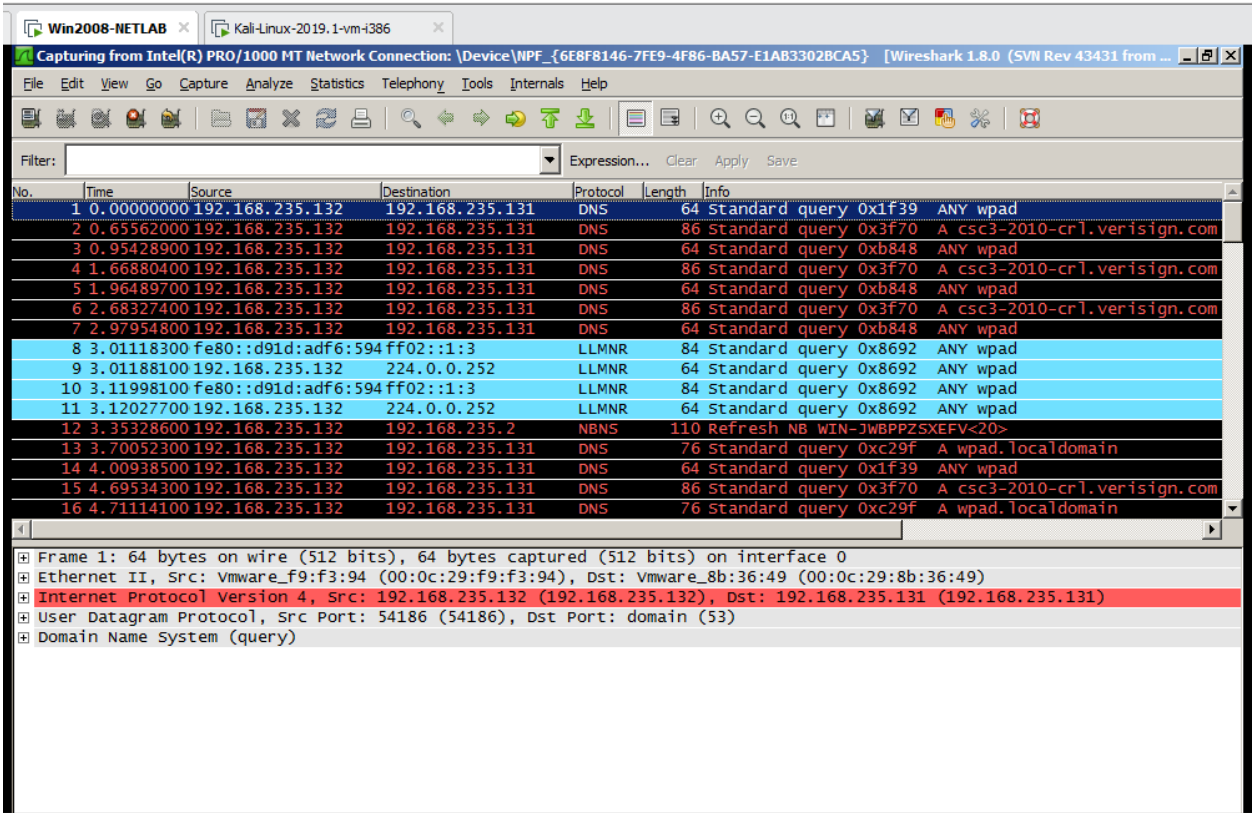 Win2008-NETLAB × Kali-Linux-2019.1-vm-i386 ×
Capturing from Intel(R) PRO/1000 MT Network Connection: \Device\NPF_{6E8F8146-7FE9-4F86-BA57-E1AB3302BCA5} [Wireshark 1.8.0 (SVN Rev 43431 from ...
File Edit View Go Capture Analyze Statistics Telephony Tools Internals Help
Filter: Expression... Clear Apply Save
No. Time Source Destination Protocol Length Info
1 0.00000000 192.168.235.132 192.168.235.131 DNS 64 Standard query 0x1f39 ANY wpad
2 0.65562000 192.168.235.132 192.168.235.131 DNS 86 Standard query 0x3f70 A csc3-2010-crl.verisign.com
3 0.95428900 192.168.235.132 192.168.235.131 DNS 64 Standard query 0xb848 ANY wpad
4 1.66880400 192.168.235.132 192.168.235.131 DNS 86 Standard query 0x3f70 A csc3-2010-crl.verisign.com
5 1.96489700 192.168.235.132 192.168.235.131 DNS 64 Standard query 0xb848 ANY wpad
6 2.68327400 192.168.235.132 192.168.235.131 DNS 86 Standard query 0x3f70 A csc3-2010-crl.verisign.com
7 2.97954800 192.168.235.132 192.168.235.131 DNS 64 Standard query 0xb848 ANY wpad
8 3.01118300 fe80::d91d:adf6:594 ff02::1:3 LLMNR 84 Standard query 0x8692 ANY wpad
9 3.01188100 192.168.235.132 224.0.0.252 LLMNR 64 Standard query 0x8692 ANY wpad
10 3.11998100 fe80::d91d:adf6:594 ff02::1:3 LLMNR 84 Standard query 0x8692 ANY wpad
11 3.12027700 192.168.235.132 224.0.0.252 LLMNR 64 Standard query 0x8692 ANY wpad
12 3.35328600 192.168.235.132 192.168.235.2 NBNS 110 Refresh NB WIN-JWBPPZSXEFV<20>
13 3.70052300 192.168.235.132 192.168.235.131 DNS 76 Standard query 0xc29f A wpad.localdomain
14 4.00938500 192.168.235.132 192.168.235.131 DNS 64 Standard query 0x1f39 ANY wpad
15 4.69534300 192.168.235.132 192.168.235.131 DNS 86 Standard query 0x3f70 A csc3-2010-crl.verisign.com
16 4.71114100 192.168.235.132 192.168.235.131 DNS 76 Standard query 0xc29f A wpad.localdomain
Frame 1: 64 bytes on wire (512 bits), 64 bytes captured (512 bits) on interface 0
Ethernet II, Src: Vmware_f9:f3:94 (00:0c:29:f9:f3:94), Dst: Vmware_8b:36:49 (00:0c:29:8b:36:49)
Internet Protocol Version 4, Src: 192.168.235.132 (192.168.235.132), Dst: 192.168.235.131 (192.168.235.131)
User Datagram Protocol, Src Port: 54186 (54186), Dst Port: domain (53)
Domain Name System (query)